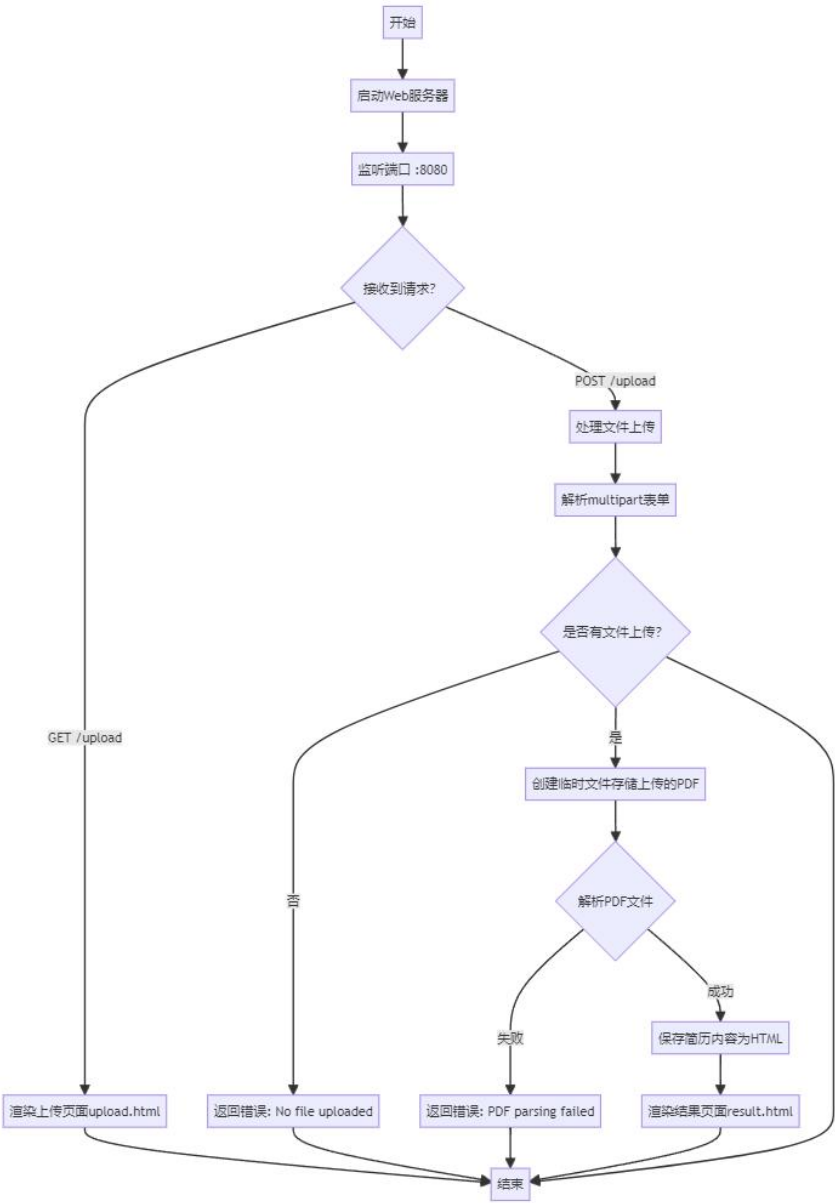 开始
启动Web服务器
监听端口 :8080
接收到请求?
POST /upload
处理文件上传
解析multipart表单
是否有文件上传?
GET /upload
是
创建临时文件存储上传的PDF
否
解析PDF文件
成功
失败
保存简历内容为HTML
渲染上传页面upload.html
返回错误: No file uploaded
返回错误: PDF parsing failed
渲染结果页面result.html
结束